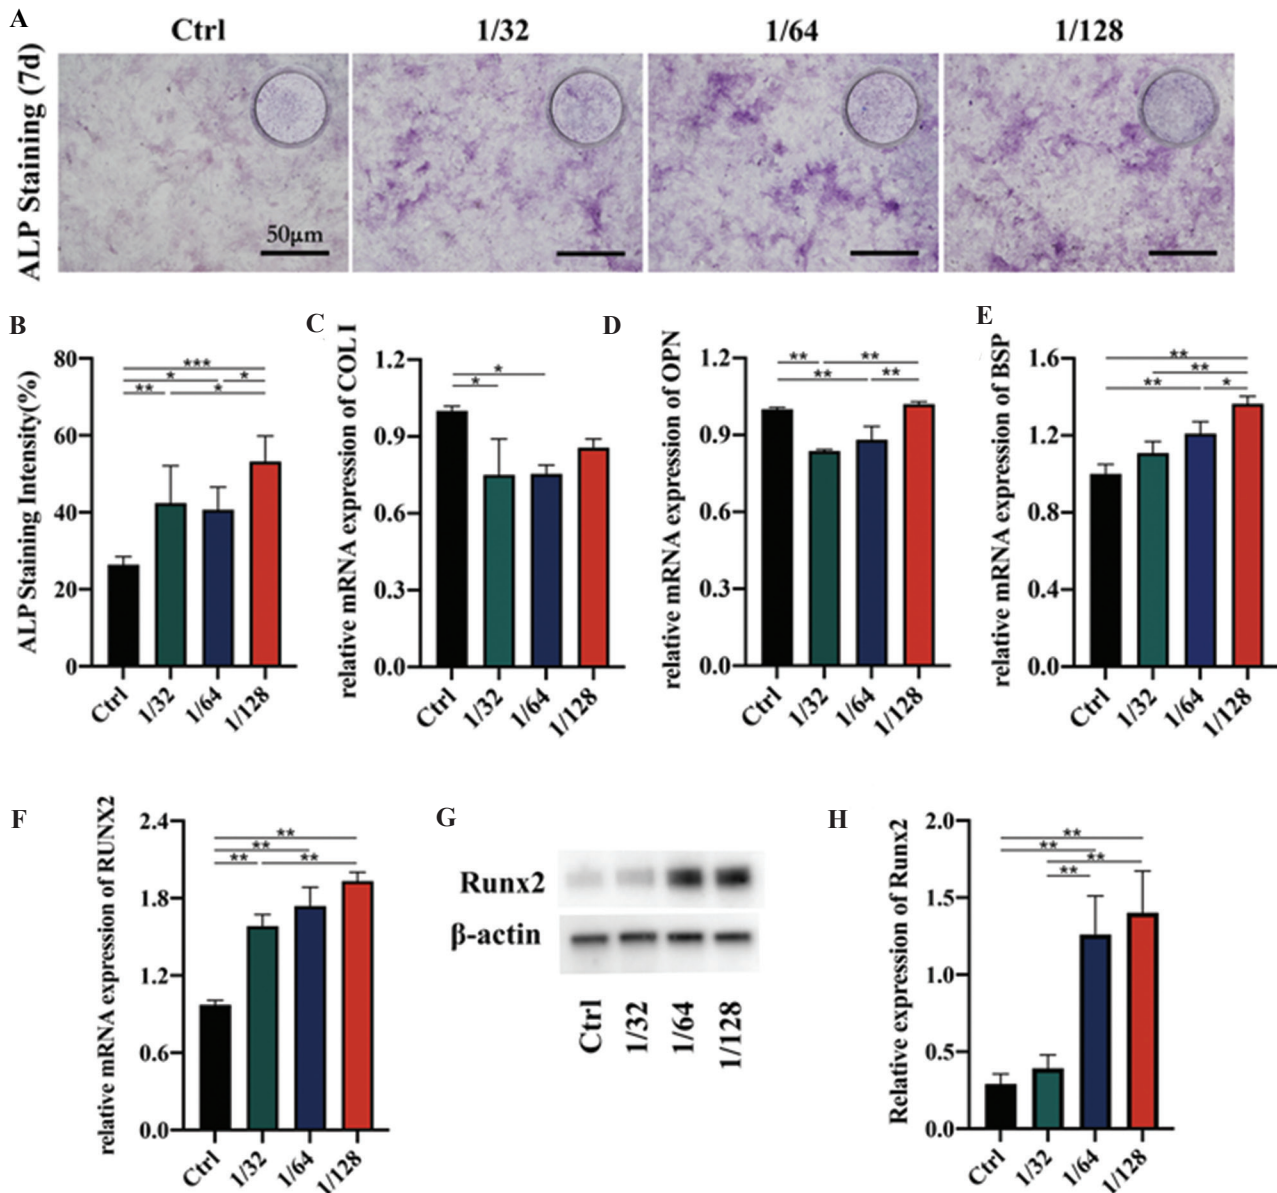 A
Ctrl 1/32 1/64 1/128
ALP Staining (7d)
50μm
B
ALP Staining Intensity(%)
80
60
40
20
0
***
* *
** *
Ctrl 1/32 1/64 1/128
C
relative mRNA expression of COL I
1.2
0.9
0.6
0.3
0.0
*
*
Ctrl 1/32 1/64 1/128
D
relative mRNA expression of OPN
1.2
0.9
0.6
0.3
0.0
** **
** **
Ctrl 1/32 1/64 1/128
E
relative mRNA expression of BSP
1.6
1.2
0.8
0.4
0.0
**
**
** *
Ctrl 1/32 1/64 1/128
F
relative mRNA expression of RUNX2
2.4
1.8
1.2
0.6
0.0
**
**
** **
Ctrl 1/32 1/64 1/128
G
Runx2
β-actin
Ctrl 1/32 1/64 1/128
H
Relative expression of Runx2
2.0
1.5
1.0
0.5
0.0
**
**
**
**
Ctrl 1/32 1/64 1/128